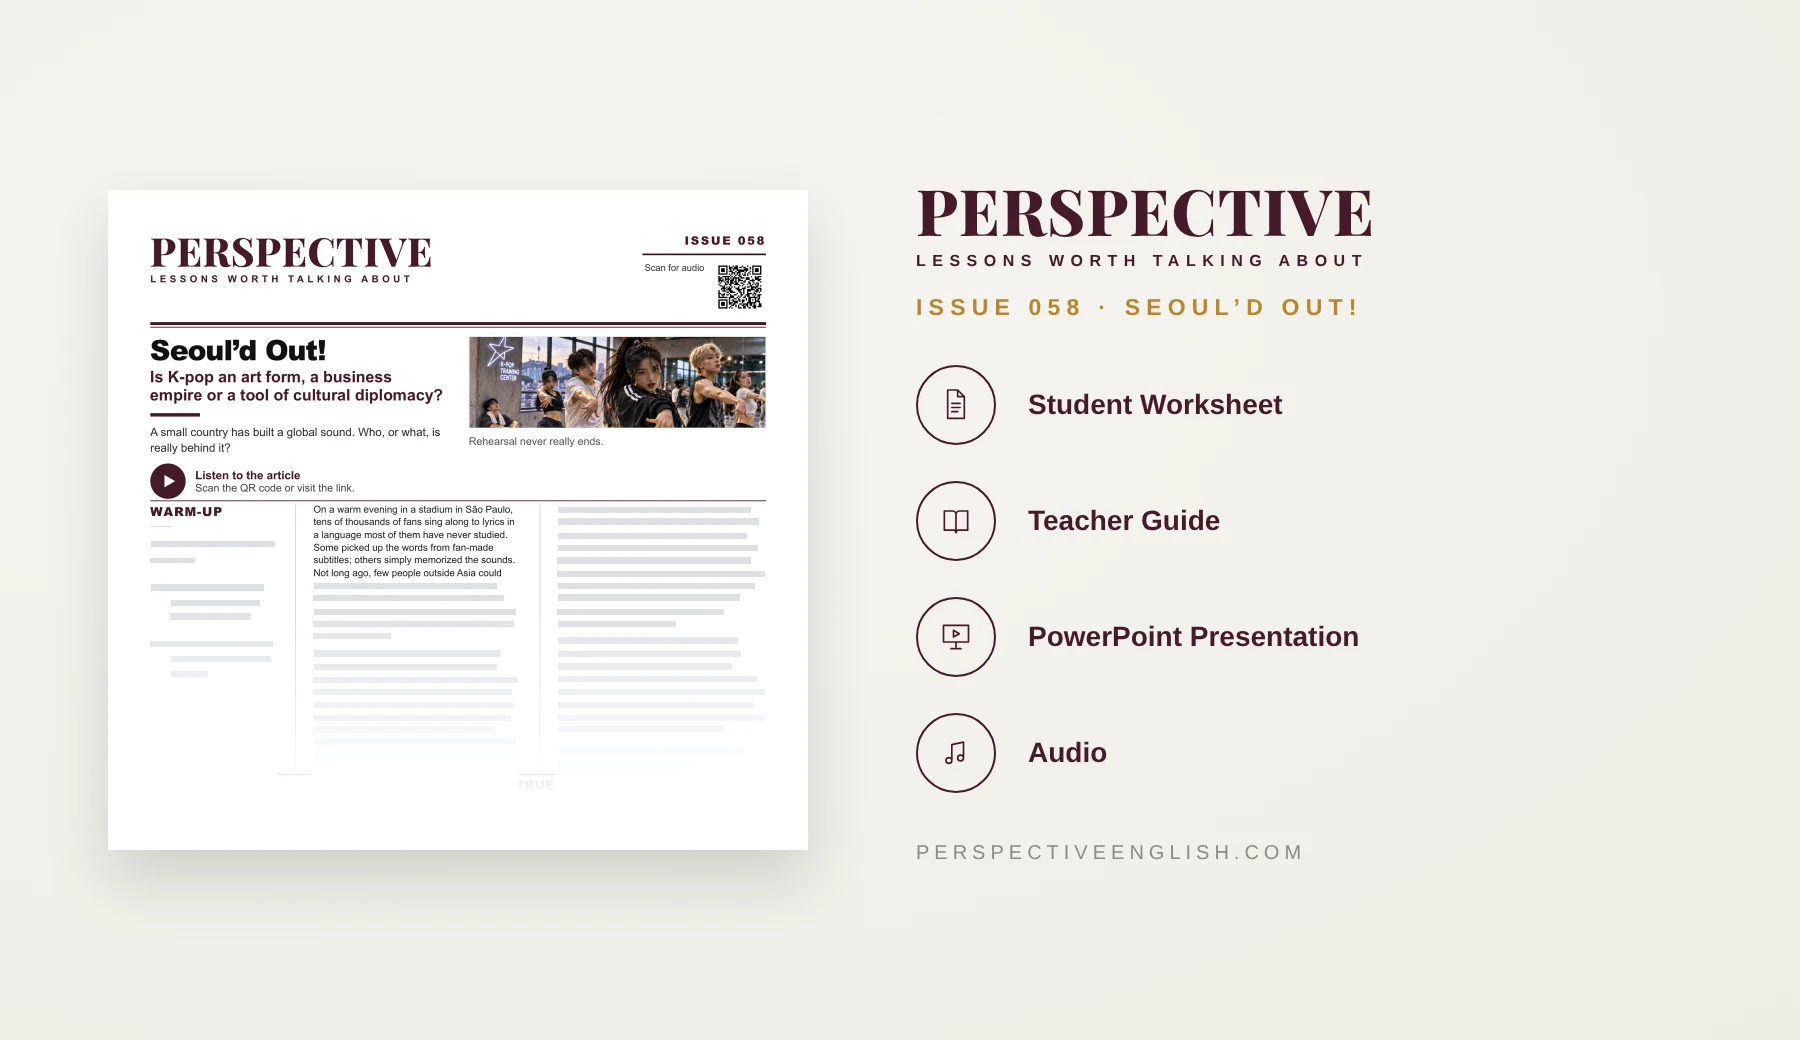 PERSPECTIVE
LESSONS WORTH TALKING ABOUT
ISSUE 058
Scan for audio
Seoul’d Out!
Is K-pop an art form, a business
empire or a tool of cultural diplomacy?
A small country has built a global sound. Who, or what, is
really behind it?
K-POP
TRAINING
CENTER
Rehearsal never really ends.
Listen to the article
Scan the QR code or visit the link.
WARM-UP
On a warm evening in a stadium in São Paulo,
tens of thousands of fans sing along to lyrics in
a language most of them have never studied.
Some picked up the words from fan-made
subtitles; others simply memorized the sounds.
Not long ago, few people outside Asia could
TRUE
PERSPECTIVE
LESSONS WORTH TALKING ABOUT
ISSUE 058 · SEOUL’D OUT!
Student Worksheet
Teacher Guide
PowerPoint Presentation
Audio
PERSPECTIVEENGLISH.COM